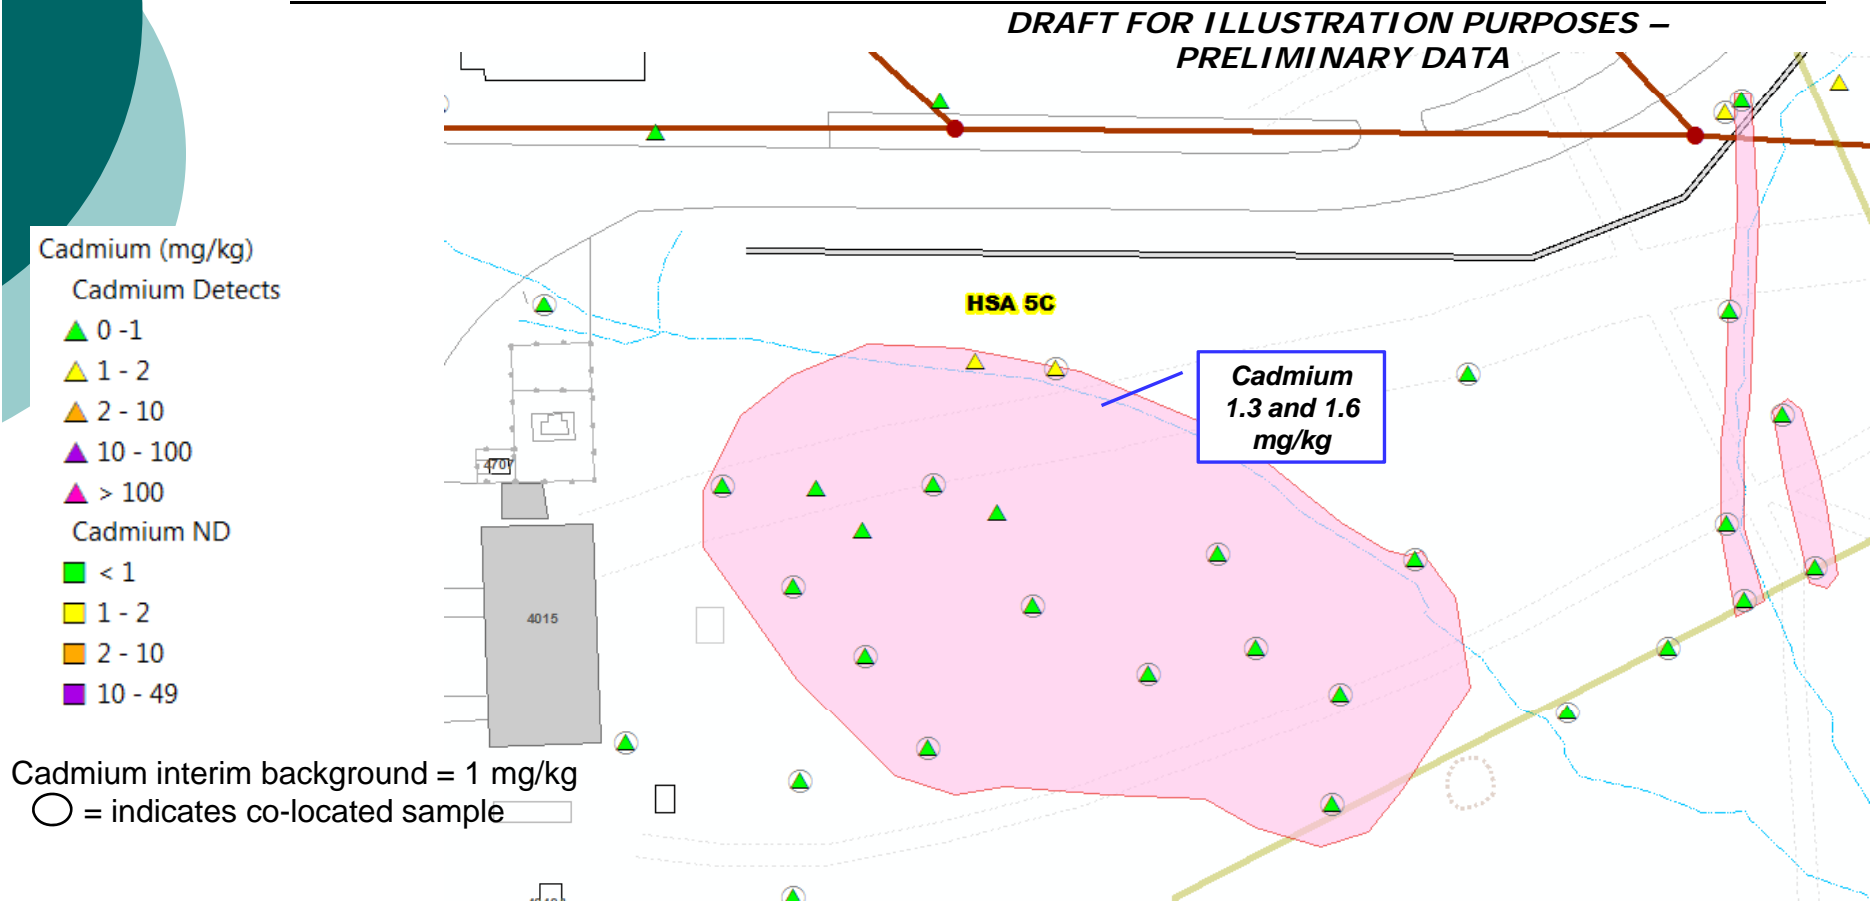 DRAFT FOR ILLUSTRATION PURPOSES –
PRELIMINARY DATA
Cadmium (mg/kg)
Cadmium Detects
0 -1
1 - 2
2 - 10
10 - 100
> 100
Cadmium ND
< 1
1 - 2
2 - 10
10 - 49
Cadmium interim background = 1 mg/kg
= indicates co-located sample
HSA 5C
Cadmium
1.3 and 1.6
mg/kg
4707
4015